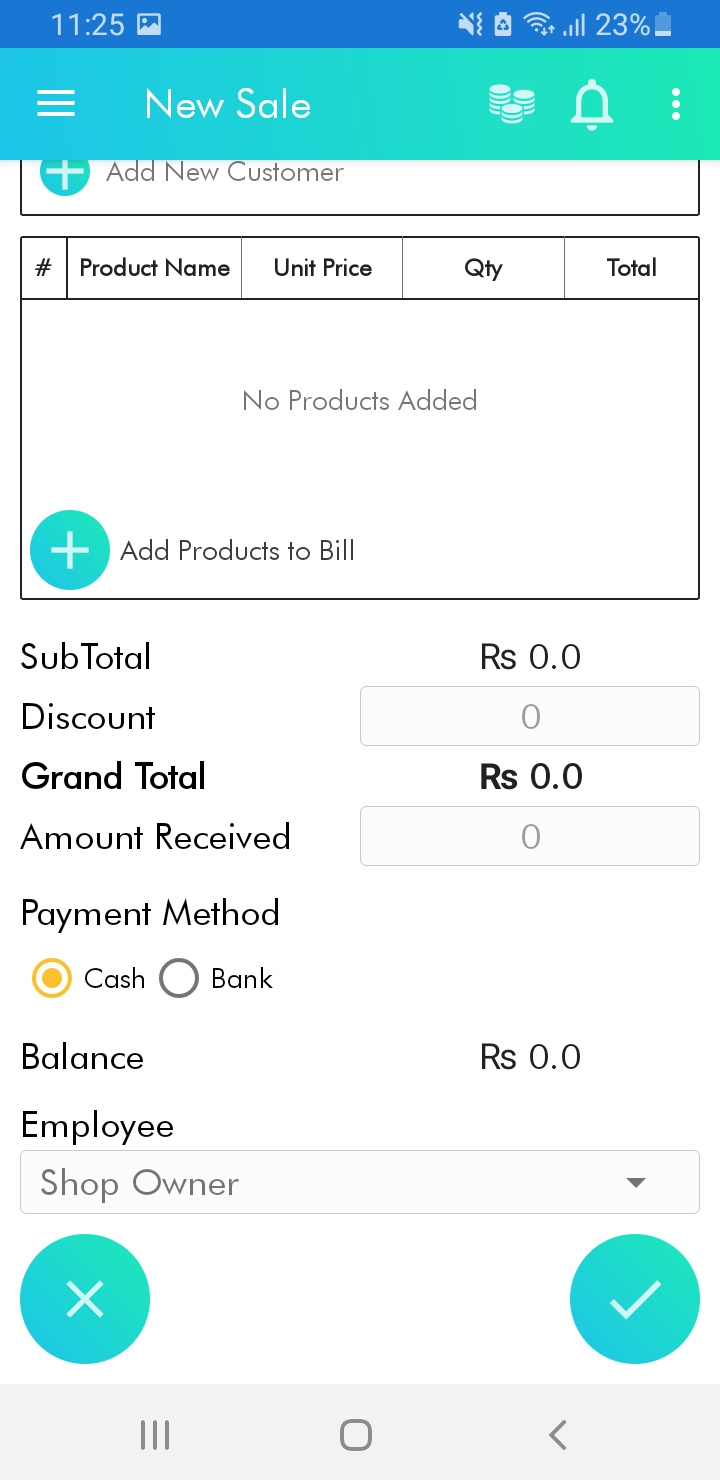 11:25 23%
New Sale
Add New Customer
# Product Name Unit Price Qty Total
No Products Added
Add Products to Bill
SubTotal Rs 0.0
Discount 0
Grand Total Rs 0.0
Amount Received 0
Payment Method
Cash Bank
Balance Rs 0.0
Employee
Shop Owner